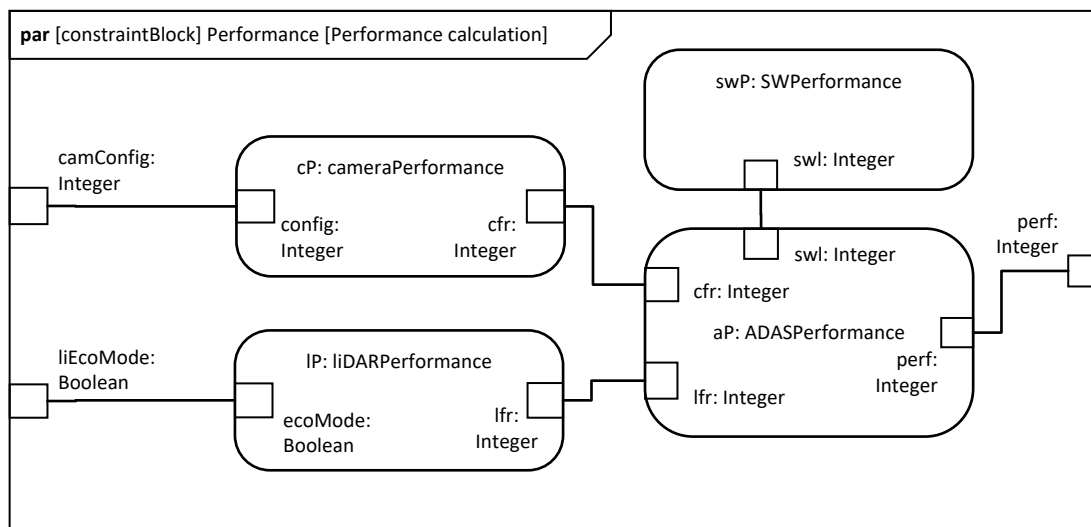 par [constraintBlock] Performance [Performance calculation]
swP: SWPerformance
swl: Integer
camConfig:
Integer
cP: cameraPerformance
config:
Integer
cfr:
Integer
swl: Integer
cfr: Integer
aP: ADASPerformance
lfr: Integer
perf:
Integer
perf:
Integer
liEcoMode:
Boolean
lP: liDARPerformance
ecoMode:
Boolean
lfr:
Integer